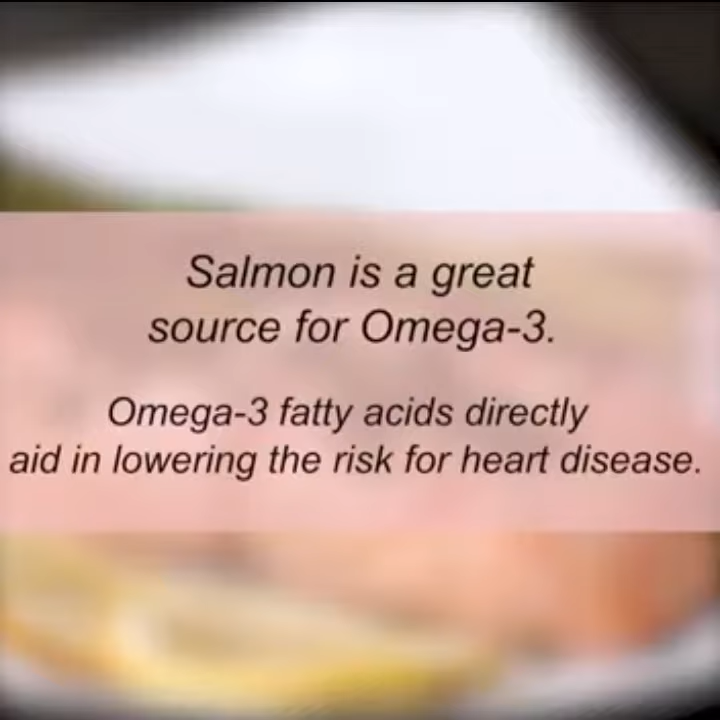 Salmon is a great
source for Omega-3.
Omega-3 fatty acids directly
aid in lowering the risk for heart disease.